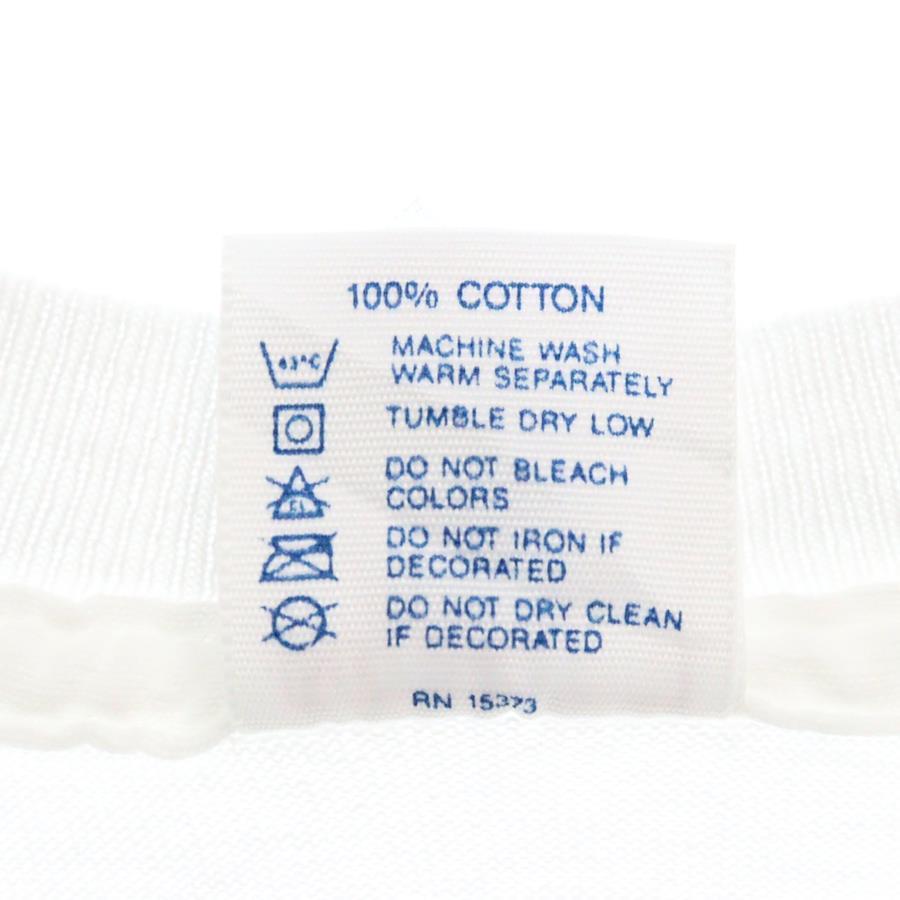 100% COTTON
MACHINE WASH
WARM SEPARATELY
TUMBLE DRY LOW
DO NOT BLEACH
COLORS
CL
DO NOT IRON IF
DECORATED
DO NOT DRY CLEAN
IF DECORATED
RN